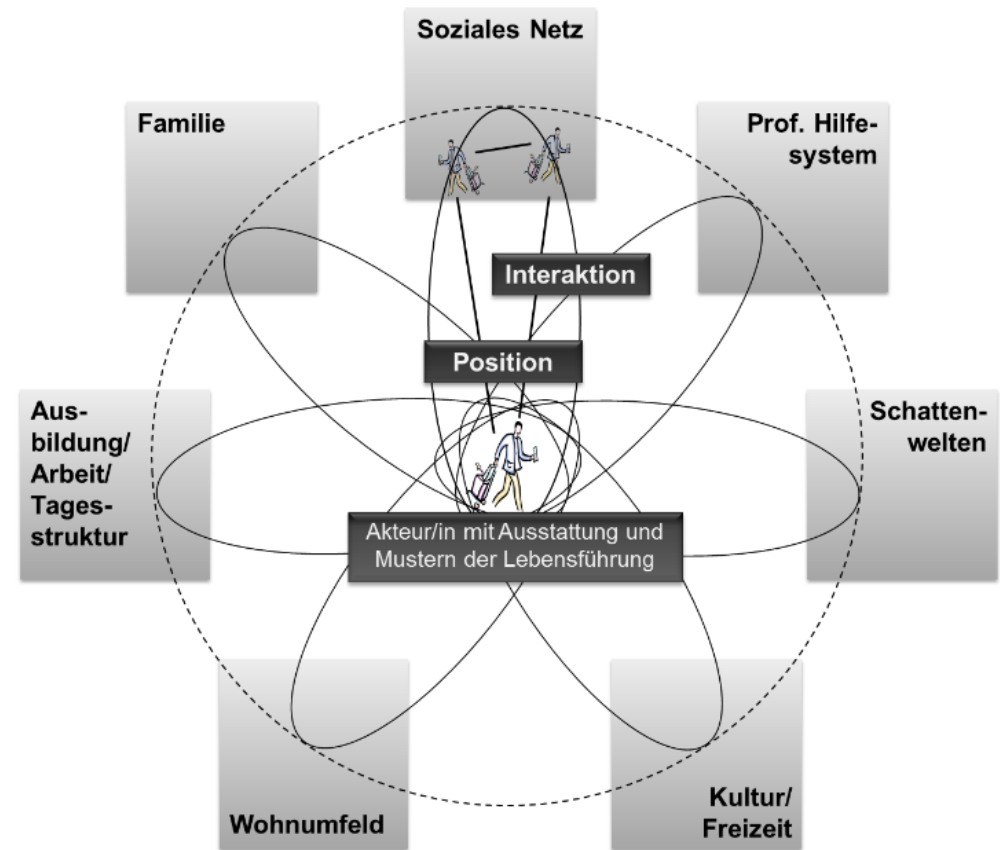 Soziales Netz
Familie
Prof. Hilfe-
system
Interaktion
Position
Aus-
bildung/
Arbeit/
Tages-
struktur
Schatten-
welten
Akteur/in mit Ausstattung und
Mustern der Lebensführung
Wohnumfeld
Kultur/
Freizeit